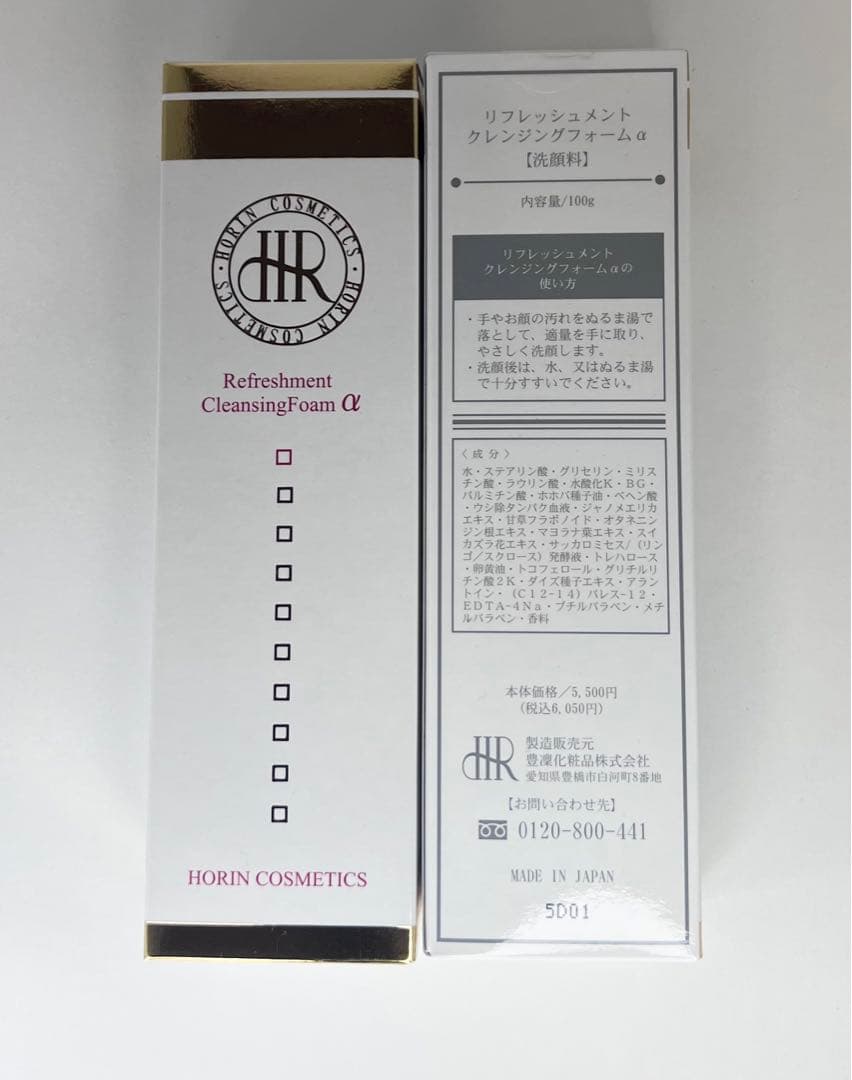 HORIN COSMETICS・HORIN COSMETICS・
HR
Refreshment
CleansingFoam α
HORIN COSMETICS
リフレッシュメント
クレンジングフォームα
【洗顔料】
内容量/100g
リフレッシュメント
クレンジングフォームαの
使い方
・手やお顔の汚れをぬるま湯で
落として、適量を手に取り、
やさしく洗顔します。
・洗顔後は、水、又はぬるま湯
で十分すすいでください。
〈成分〉
水・ステアリン酸・グリセリン・ミリス
チン酸・ラウリン酸・水酸化K・BG・
パルミチン酸・ホホバ種子油・ベヘン酸
・ウシ除タンパク血液・ジャノメエリカ
エキス・甘草フラボノイド・オタネニン
ジン根エキス・マヨラナ葉エキス・スイ
カズラ花エキス・サッカロミセス/（リン
ゴ／スクロース）発酵液・トレハロース
・卵黄油・トコフェロール・グリチルリ
チン酸2K・ダイズ種子エキス・アラン
トイン・（C12-14）パレス-12・
EDTA-4Na・ブチルパラベン・メチ
ルパラベン・香料
本体価格／5,500円
(税込6,050円)
HR
製造販売元
豊凜化粧品株式会社
愛知県豊橋市白河町8番地
【お問い合わせ先】
0120-800-441
MADE IN JAPAN
5D01